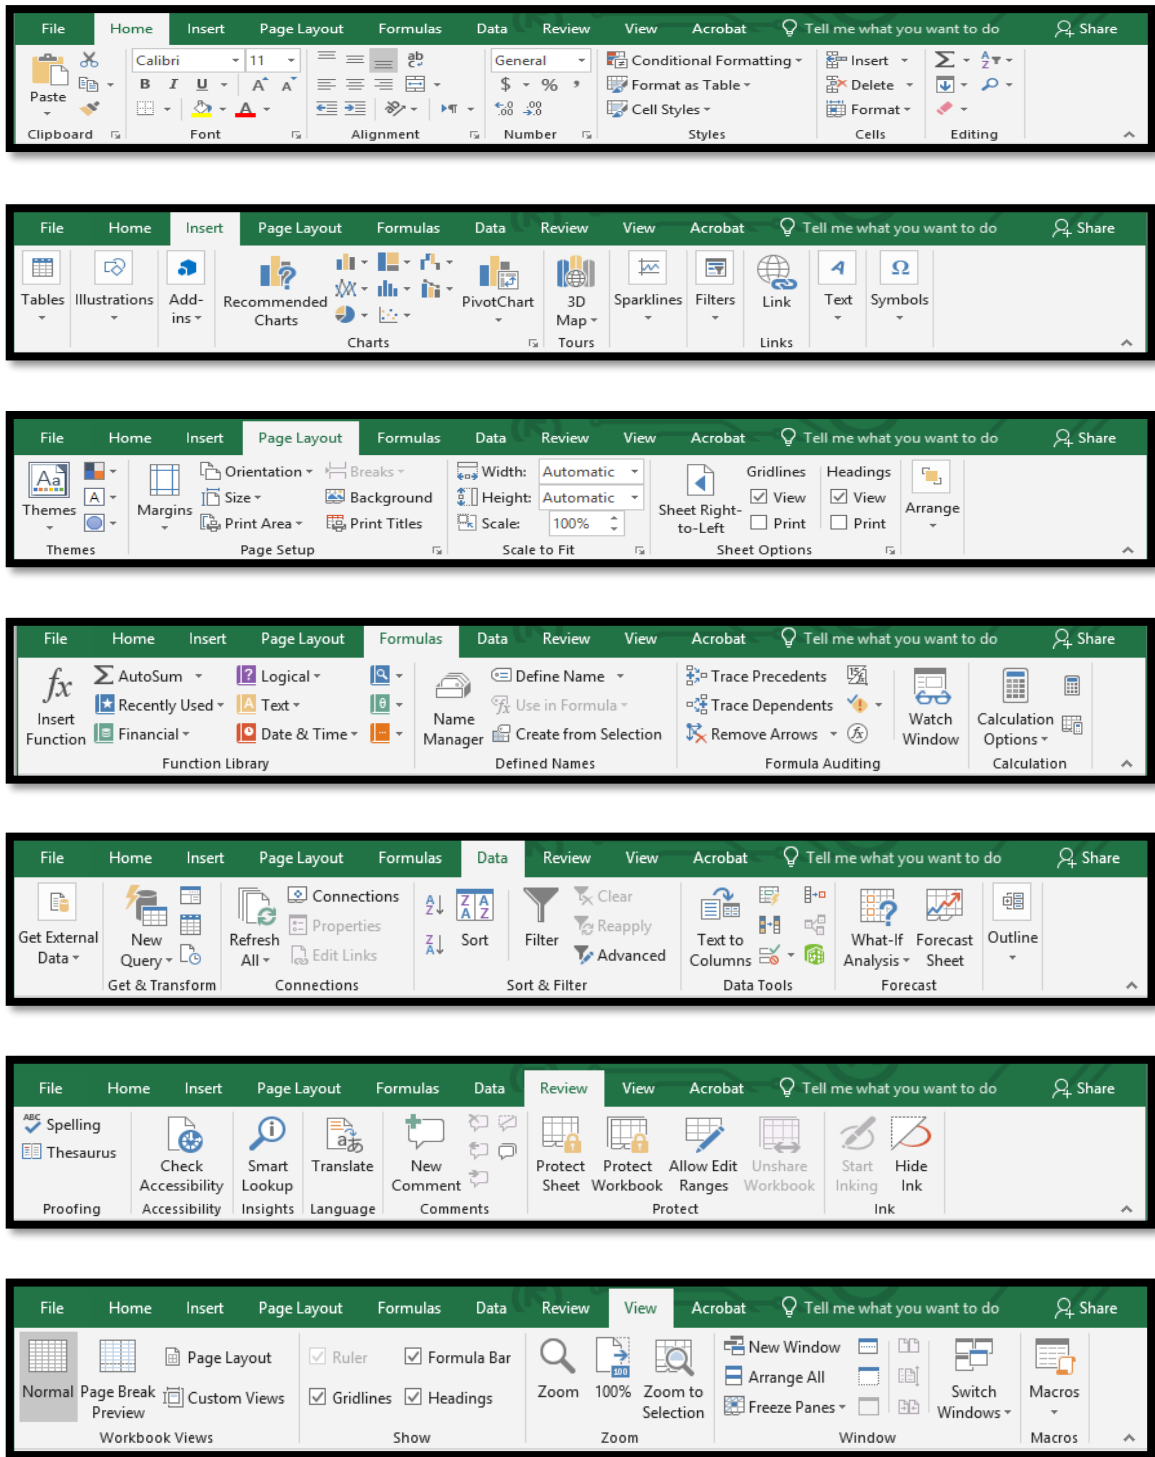 File Home Insert Page Layout Formulas Data Review View Acrobat Tell me what you want to do Share
Calibri 11 ab General Conditional Formatting Insert Σ A Z
Paste B I U A A $ % , Format as Table Delete
A Cell Styles Format
Clipboard Font Alignment Number Styles Cells Editing
File Home Insert Page Layout Formulas Data Review View Acrobat Tell me what you want to do Share
A Ω
Tables Illustrations Add-ins Recommended Charts PivotChart 3D Map Sparklines Filters Link Text Symbols
Charts Tours Links
File Home Insert Page Layout Formulas Data Review View Acrobat Tell me what you want to do Share
Aa Orientation Breaks Width: Automatic Gridlines Headings
Themes A Margins Size Background Height: Automatic Sheet Right-to-Left View View Arrange
Print Area Print Titles Scale: 100% Print Print
Themes Page Setup Scale to Fit Sheet Options
File Home Insert Page Layout Formulas Data Review View Acrobat Tell me what you want to do Share
fx Σ AutoSum ? Logical Define Name Trace Precedents
Insert Function Recently Used A Text θ Name Manager Use in Formula Trace Dependents Watch Window Calculation Options
Financial Date & Time Create from Selection Remove Arrows fx
Function Library Defined Names Formula Auditing Calculation
File Home Insert Page Layout Formulas Data Review View Acrobat Tell me what you want to do Share
Connections A Z Z A A Z Clear
Get External Data New Query Refresh All Properties Z A Sort Filter Reapply Text to Columns What-If Analysis Forecast Sheet Outline
Edit Links Advanced
Get & Transform Connections Sort & Filter Data Tools Forecast
File Home Insert Page Layout Formulas Data Review View Acrobat Tell me what you want to do Share
ABC Spelling
Thesaurus Check Accessibility Smart Lookup Translate New Comment Protect Sheet Protect Workbook Allow Edit Ranges Unshare Workbook Start Inking Hide Ink
Proofing Accessibility Insights Language Comments Protect Ink
File Home Insert Page Layout Formulas Data Review View Acrobat Tell me what you want to do Share
Page Layout Ruler Formula Bar 100 New Window
Normal Page Break Preview Custom Views Gridlines Headings Zoom 100% Zoom to Selection Arrange All Switch Windows Macros
Freeze Panes
Workbook Views Show Zoom Window Macros